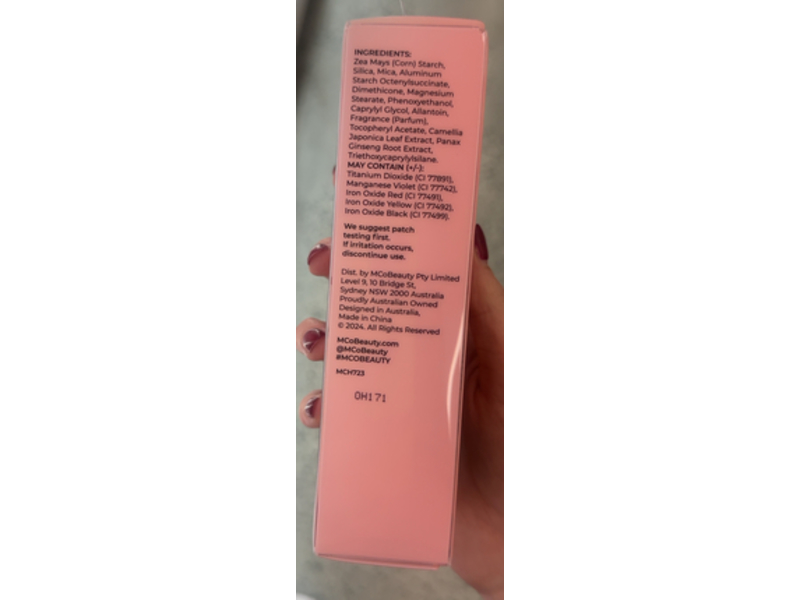 INGREDIENTS:
Zea Mays (Corn) Starch,
Silica, Mica, Aluminum
Starch Octenylsuccinate,
Dimethicone, Magnesium
Stearate, Phenoxyethanol,
Caprylyl Glycol, Allantoin,
Fragrance (Parfum),
Tocopheryl Acetate, Camellia
Japonica Leaf Extract, Panax
Ginseng Root Extract,
Triethoxycaprylylsilane.
MAY CONTAIN (+/-):
Titanium Dioxide (CI 77891),
Manganese Violet (CI 77742),
Iron Oxide Red (CI 77491),
Iron Oxide Yellow (CI 77492),
Iron Oxide Black (CI 77499).
We suggest patch
testing first.
If irritation occurs,
discontinue use.
Dist. by MCoBeauty Pty Limited
Level 9, 10 Bridge St,
Sydney NSW 2000 Australia
Proudly Australian Owned
Designed in Australia,
Made in China
© 2024. All Rights Reserved
MCoBeauty.com
@MCoBeauty
#MCOBEAUTY
MCH723
OH171